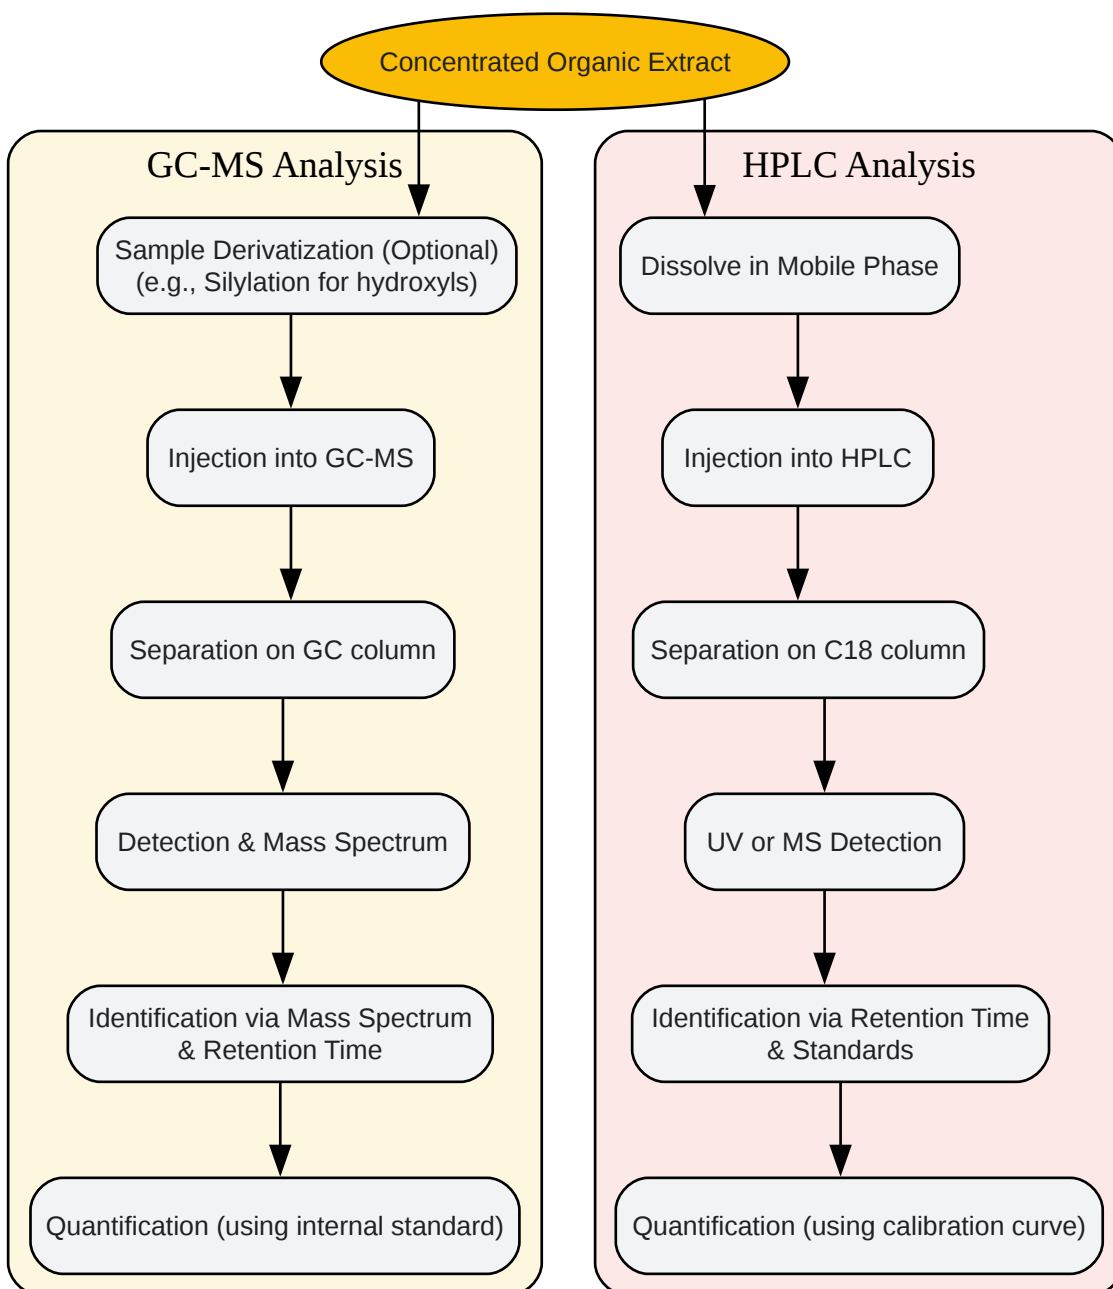 Concentrated Organic Extract
GC-MS Analysis
Sample Derivatization (Optional)
(e.g., Silylation for hydroxyls)
Injection into GC-MS
Separation on GC column
Detection & Mass Spectrum
Identification via Mass Spectrum
& Retention Time
Quantification (using internal standard)
HPLC Analysis
Dissolve in Mobile Phase
Injection into HPLC
Separation on C18 column
UV or MS Detection
Identification via Retention Time
& Standards
Quantification (using calibration curve)